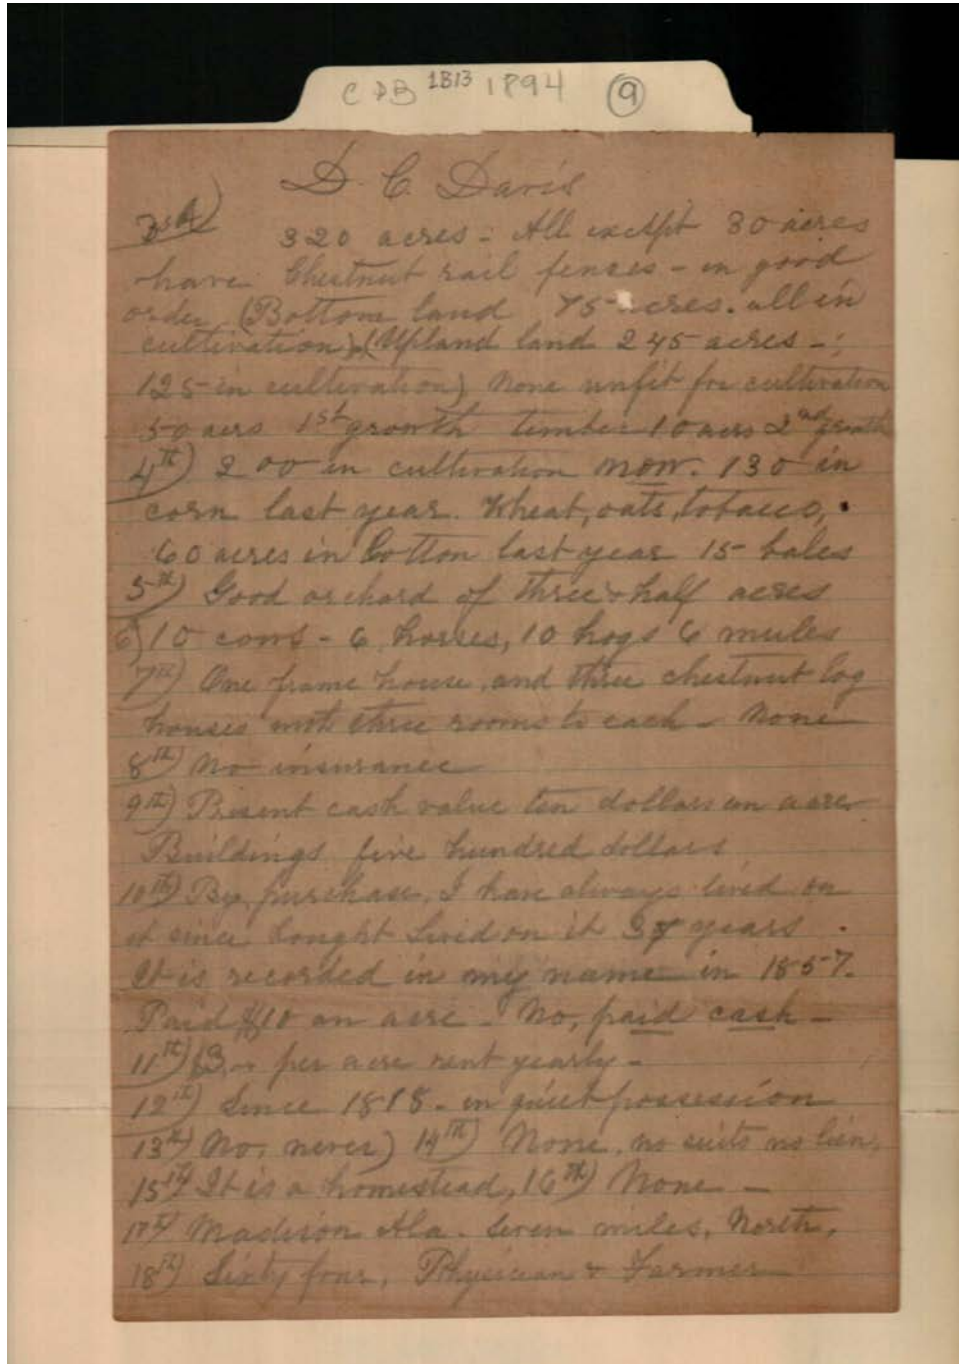 CDB 1B13 1894 9
D. C. Davis
3rd) 320 acres - All except 30 acres
have Chestnut rail fences - in good
order (Bottom land 75 acres. all in
cultivation) (Upland land 245 acres - ;
125 in cultivation) None unfit for cultivation
50 acrs 1st growth timber 10 acrs 2nd growth
4th) 200 in cultivation now. 130 in
corn last year. Wheat, oats, tobacco,
60 acres in Cotton last year 15 bales
5th) Good orchard of three & half acres
6) 10 cows - 6 horses, 10 hogs 6 mules
7th) One frame house, and three chestnut log
houses with three rooms to each - None
8th) No insurance
9th) Present cash value ten dollars an acre
Buildings five hundred dollars
10th) By purchase, I have always lived on
it since bought Lived on it 37 years.
It is recorded in my name in 1857.
Paid $10 an acre - No, paid cash -
11th) per acre rent yearly -
12th) Since 1818 - in quiet possession
13th) No, never) 14th) None, no suits no lien,
15th) It is a homestead, 16th) None -
17th) Madison Ala. Seven miles, North,
18th) Sixty four, Physician & Farmer